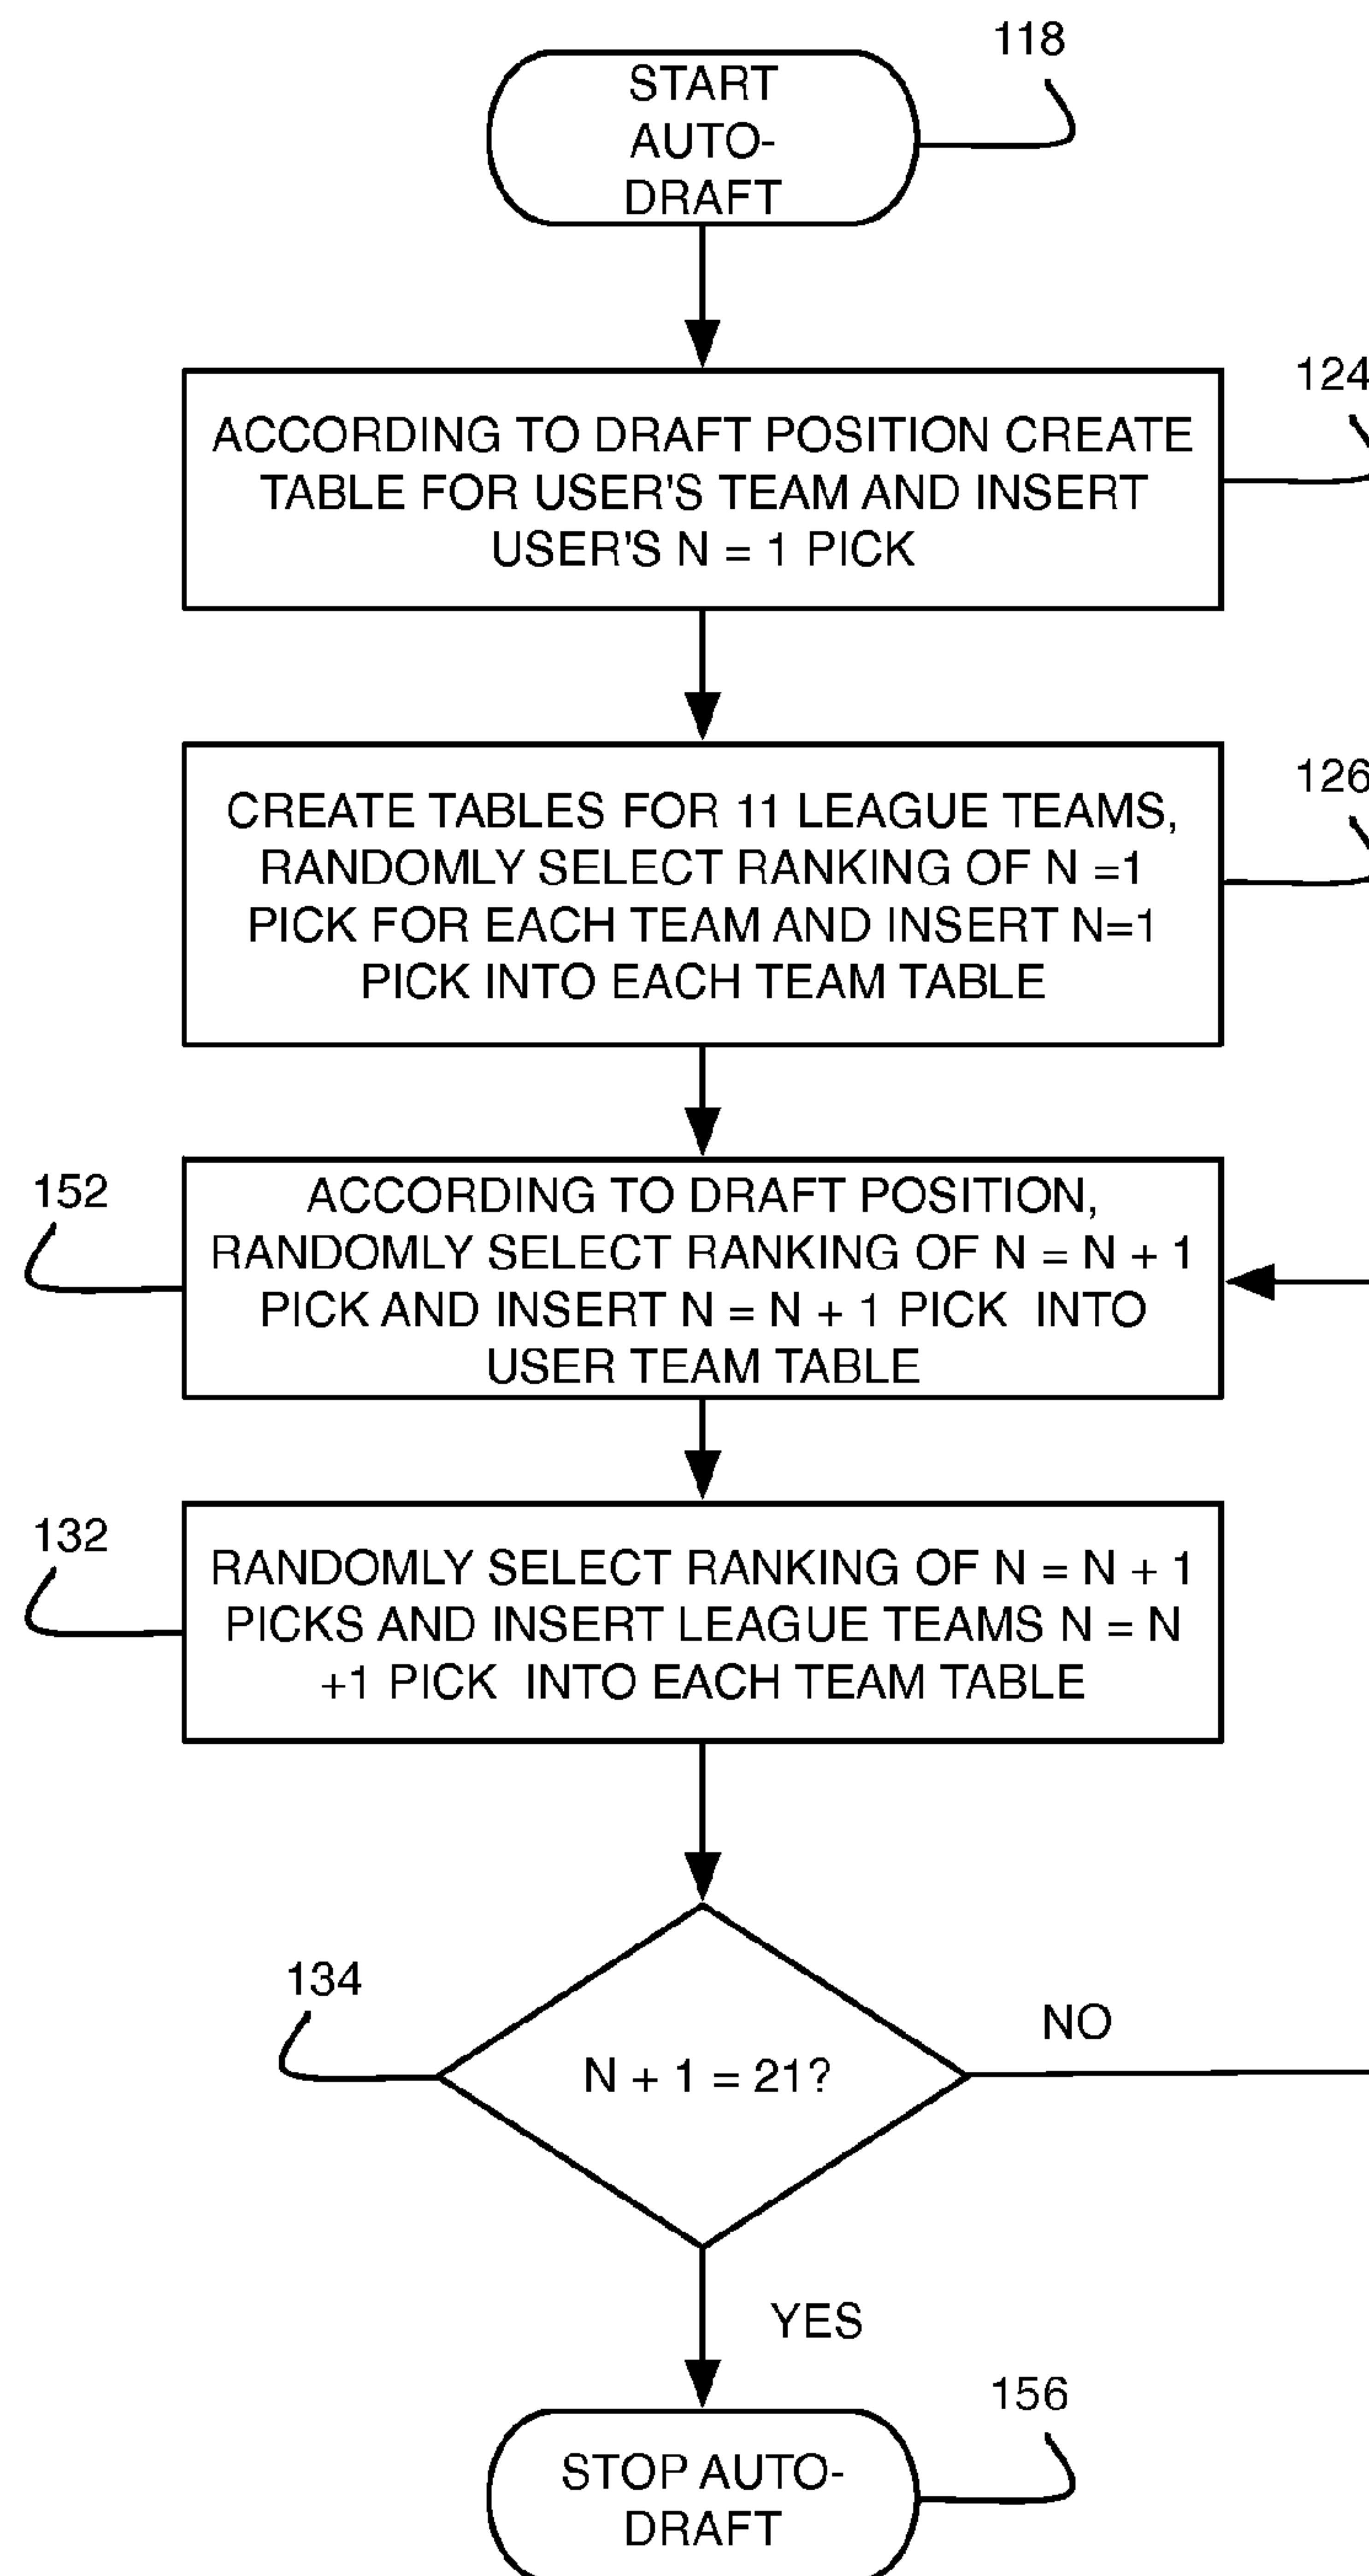 118
START
AUTO-
DRAFT
124
ACCORDING TO DRAFT POSITION CREATE
TABLE FOR USER'S TEAM AND INSERT
USER'S N = 1 PICK
126
CREATE TABLES FOR 11 LEAGUE TEAMS,
RANDOMLY SELECT RANKING OF N =1
PICK FOR EACH TEAM AND INSERT N=1
PICK INTO EACH TEAM TABLE
152
ACCORDING TO DRAFT POSITION,
RANDOMLY SELECT RANKING OF N = N + 1
PICK AND INSERT N = N + 1 PICK INTO
USER TEAM TABLE
132
RANDOMLY SELECT RANKING OF N = N + 1
PICKS AND INSERT LEAGUE TEAMS N = N
+1 PICK INTO EACH TEAM TABLE
134
N + 1 = 21?
NO
YES
156
STOP AUTO-
DRAFT